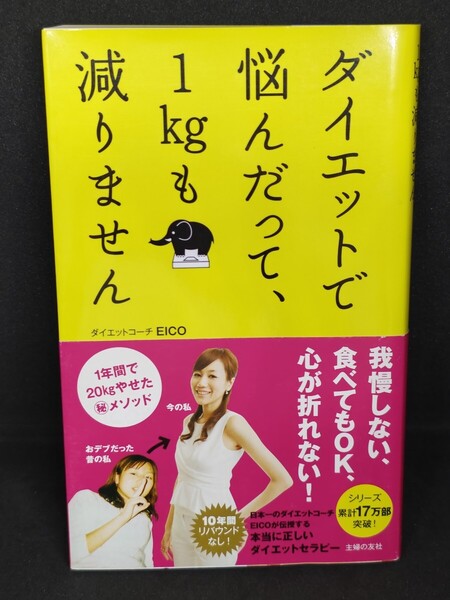 ダイエットで
悩んだって、
1kgも
減りません
ダイエットコーチ EICO
我慢しない、
食べてもOK、
心が折れない!
1年間で
20kgやせた
㊙メソッド
今の私
おデブだった
昔の私
10年間
リバウンド
なし!
日本一のダイエットコーチ
EICOが伝授する
本当に正しい
ダイエットセラピー
シリーズ
累計17万部
突破!
主婦の友社